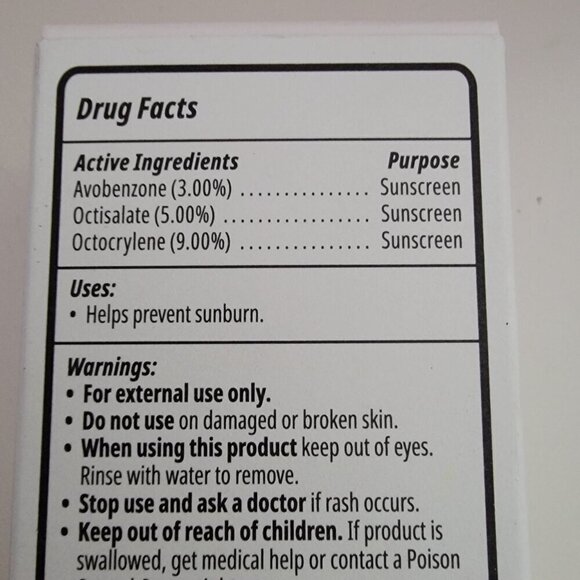 Drug Facts
Active Ingredients Purpose
Avobenzone (3.00%) ............... Sunscreen
Octisalate (5.00%) ................. Sunscreen
Octocrylene (9.00%) ............... Sunscreen
Uses:
• Helps prevent sunburn.
Warnings:
• For external use only.
• Do not use on damaged or broken skin.
• When using this product keep out of eyes.
Rinse with water to remove.
• Stop use and ask a doctor if rash occurs.
• Keep out of reach of children. If product is
swallowed, get medical help or contact a Poison